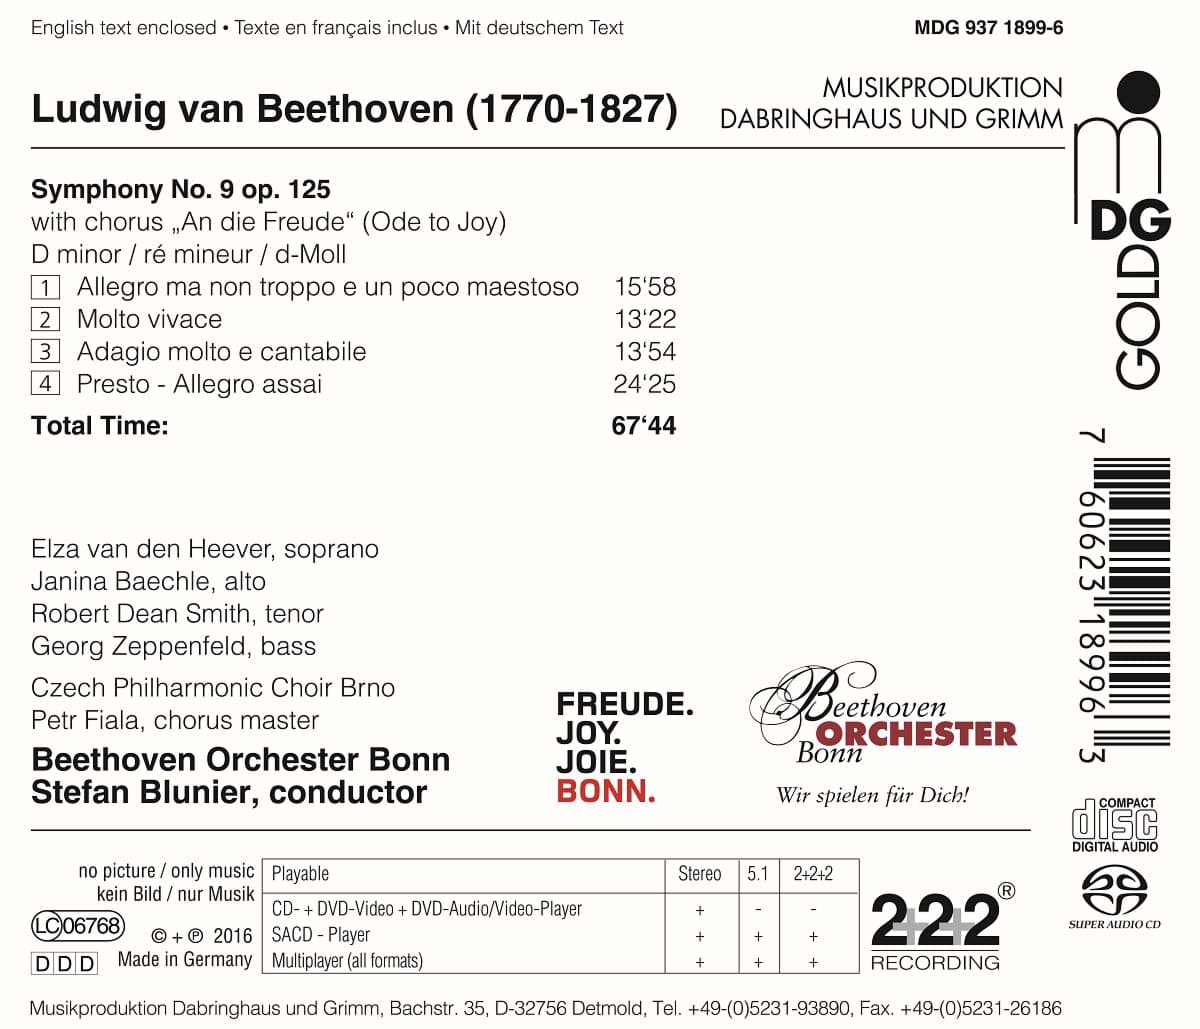 English text enclosed • Texte en français inclus • Mit deutschem Text
MDG 937 1899-6
Ludwig van Beethoven (1770-1827)
MUSIKPRODUKTION
DABRINGHAUS UND GRIMM
DG
GOLD
Symphony No. 9 op. 125
with chorus „An die Freude“ (Ode to Joy)
D minor / ré mineur / d-Moll
1 Allegro ma non troppo e un poco maestoso 15‘58
2 Molto vivace 13‘22
3 Adagio molto e cantabile 13‘54
4 Presto - Allegro assai 24‘25
Total Time: 67‘44
7 60623 18996 3
Elza van den Heever, soprano
Janina Baechle, alto
Robert Dean Smith, tenor
Georg Zeppenfeld, bass
Czech Philharmonic Choir Brno
Petr Fiala, chorus master
Beethoven Orchester Bonn
Stefan Blunier, conductor
FREUDE.
JOY.
JOIE.
BONN.
Beethoven
ORCHESTER
Bonn
Wir spielen für Dich!
COMPACT
disc
DIGITAL AUDIO
SUPER AUDIO CD
no picture / only music
kein Bild / nur Musik
LC 06768
© + ℗ 2016
D D D
Made in Germany
Playable Stereo 5.1 2+2+2
CD- + DVD-Video + DVD-Audio/Video-Player + - -
SACD - Player + + +
Multiplayer (all formats) + + +
2+2+2®
RECORDING
Musikproduktion Dabringhaus und Grimm, Bachstr. 35, D-32756 Detmold, Tel. +49-(0)5231-93890, Fax. +49-(0)5231-26186